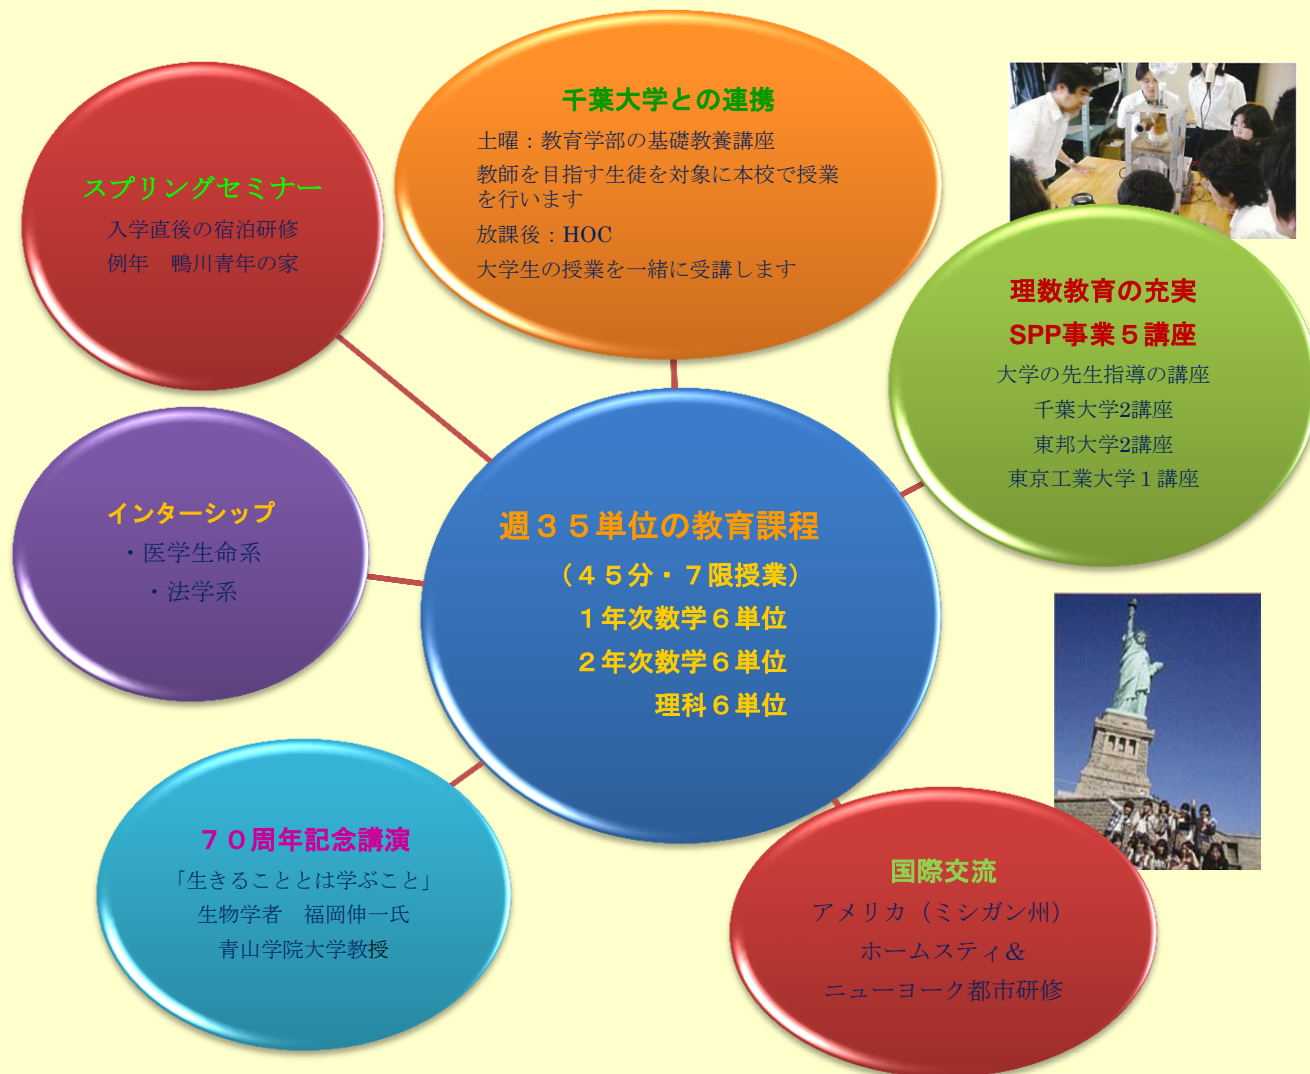 千葉大学との連携
土曜：教育学部の基礎教養講座
教師を目指す生徒を対象に本校で授業
を行います
放課後：HOC
大学生の授業を一緒に受講します
スプリングセミナー
入学直後の宿泊研修
例年　鴨川青年の家
理数教育の充実
SPP事業５講座
大学の先生指導の講座
千葉大学2講座
東邦大学2講座
東京工業大学１講座
インターシップ
・医学生命系
・法学系
週３５単位の教育課程
（４５分・７限授業）
１年次数学６単位
２年次数学６単位
理科６単位
７０周年記念講演
「生きることとは学ぶこと」
生物学者　福岡伸一氏
青山学院大学教授
国際交流
アメリカ（ミシガン州）
ホームスティ＆
ニューヨーク都市研修